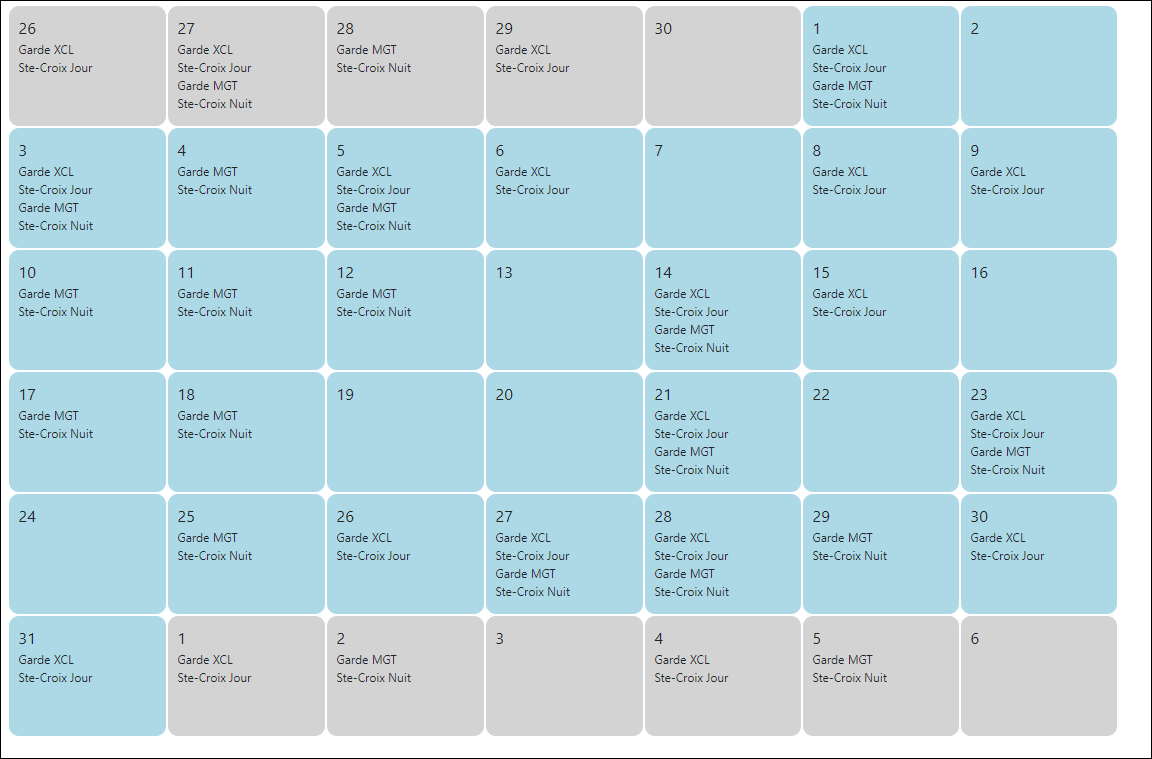 26
Garde XCL
Ste-Croix Jour
27
Garde XCL
Ste-Croix Jour
Garde MGT
Ste-Croix Nuit
28
Garde MGT
Ste-Croix Nuit
29
Garde XCL
Ste-Croix Jour
30
1
Garde XCL
Ste-Croix Jour
Garde MGT
Ste-Croix Nuit
2
3
Garde XCL
Ste-Croix Jour
Garde MGT
Ste-Croix Nuit
4
Garde MGT
Ste-Croix Nuit
5
Garde XCL
Ste-Croix Jour
Garde MGT
Ste-Croix Nuit
6
Garde XCL
Ste-Croix Jour
7
8
Garde XCL
Ste-Croix Jour
9
Garde XCL
Ste-Croix Jour
10
Garde MGT
Ste-Croix Nuit
11
Garde MGT
Ste-Croix Nuit
12
Garde MGT
Ste-Croix Nuit
13
14
Garde XCL
Ste-Croix Jour
Garde MGT
Ste-Croix Nuit
15
Garde XCL
Ste-Croix Jour
16
17
Garde MGT
Ste-Croix Nuit
18
Garde MGT
Ste-Croix Nuit
19
20
21
Garde XCL
Ste-Croix Jour
Garde MGT
Ste-Croix Nuit
22
23
Garde XCL
Ste-Croix Jour
Garde MGT
Ste-Croix Nuit
24
25
Garde MGT
Ste-Croix Nuit
26
Garde XCL
Ste-Croix Jour
27
Garde XCL
Ste-Croix Jour
Garde MGT
Ste-Croix Nuit
28
Garde XCL
Ste-Croix Jour
Garde MGT
Ste-Croix Nuit
29
Garde MGT
Ste-Croix Nuit
30
Garde XCL
Ste-Croix Jour
31
Garde XCL
Ste-Croix Jour
1
Garde XCL
Ste-Croix Jour
2
Garde MGT
Ste-Croix Nuit
3
4
Garde XCL
Ste-Croix Jour
5
Garde MGT
Ste-Croix Nuit
6